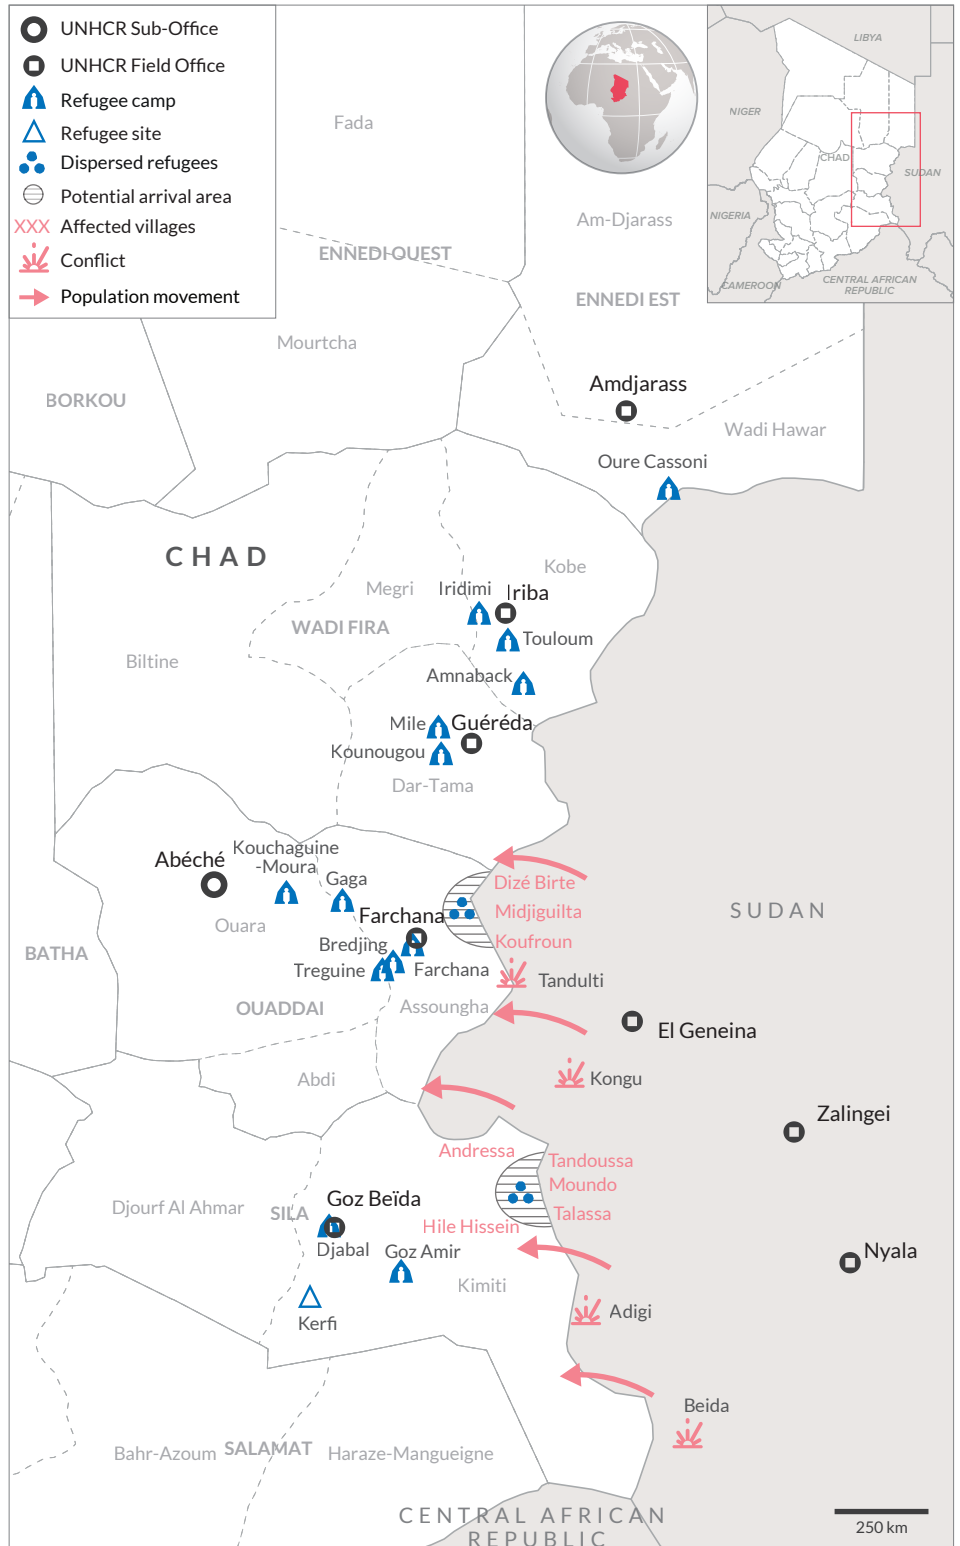 UNHCR Sub-Office
UNHCR Field Office
Refugee camp
Refugee site
Dispersed refugees
Potential arrival area
XXX Affected villages
Conflict
Population movement
LIBYA
NIGER
CHAD
SUDAN
NIGERIA
CAMEROON
CENTRAL AFRICAN
REPUBLIC
Fada
Am-Djarass
ENNEDI OUEST
ENNEDI EST
Mourtcha
BORKOU
Amdjarass
Wadi Hawar
Oure Cassoni
CHAD
Kobe
Megri
Iridimi
Iriba
WADI FIRA
Touloum
Biltine
Amnaback
Mile
Guéréda
Kounougou
Dar-Tama
Abéché
Kouchaguine
-Moura
Gaga
Dizé Birte
Farchana
Midjiguilta
SUDAN
Ouara
Bredjing
Koufroun
BATHA
Treguine
Farchana
Tandulti
OUADDAI
Assoungha
El Geneina
Abdi
Kongu
Zalingei
Andressa
Tandoussa
Moundo
Goz Beïda
Djourf Al Ahmar
SILA
Talassa
Hile Hissein
Djabal
Goz Amir
Nyala
Kimiti
Adigi
Kerfi
Beida
Bahr-Azoum
SALAMAT
Haraze-Mangueigne
CENTRAL AFRICAN
REPUBLIC
250 km